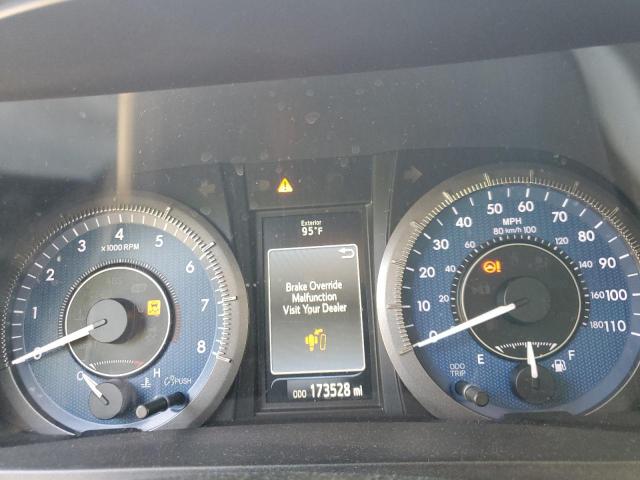 Exterior
95°F
Brake Override
Malfunction
Visit Your Dealer
ODO 173528 mi
0 1 2 3 4 5 6 7 8
x1000 RPM
C H
PUSH
0 10 20 30 40 50 60 70 80 90 100 110
MPH
60 80 km/h 100 120 140 160 180
ODO
TRIP
E F